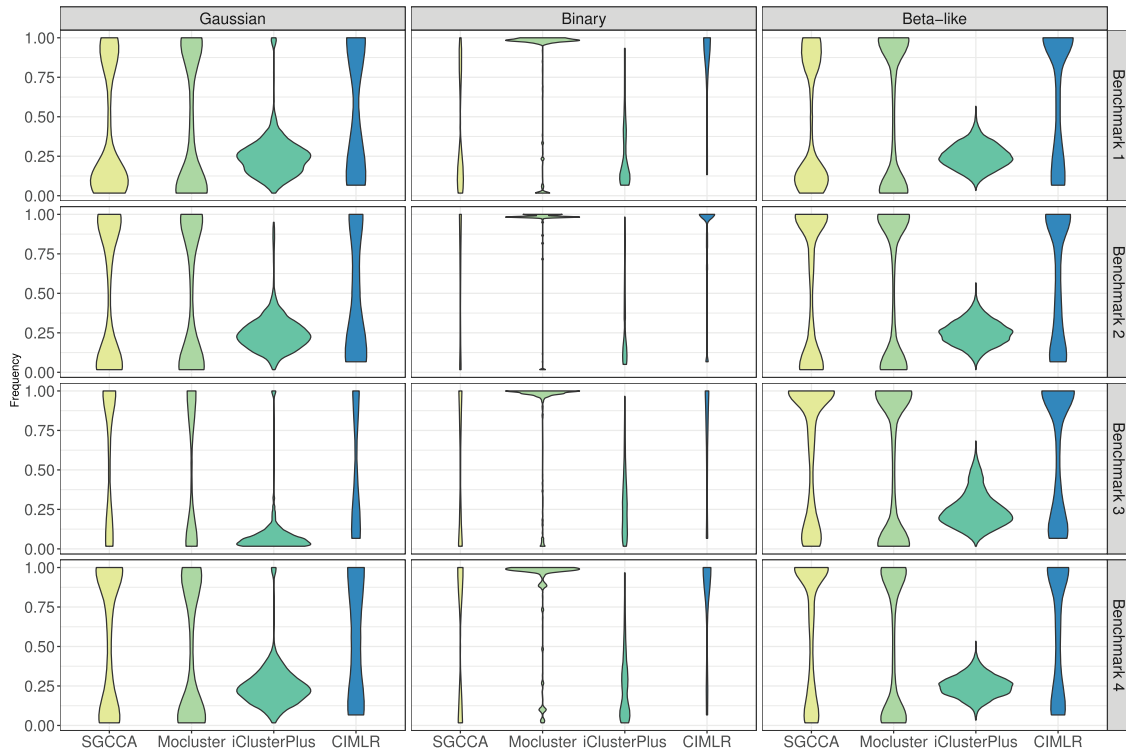 Gaussian Binary Beta−like
Frequency
1.00
0.75
0.50
0.25
0.00
Benchmark 1
1.00
0.75
0.50
0.25
0.00
Benchmark 2
1.00
0.75
0.50
0.25
0.00
Benchmark 3
1.00
0.75
0.50
0.25
0.00
Benchmark 4
SGCCA Mocluster iClusterPlus CIMLR SGCCA Mocluster iClusterPlus CIMLR SGCCA Mocluster iClusterPlus CIMLR